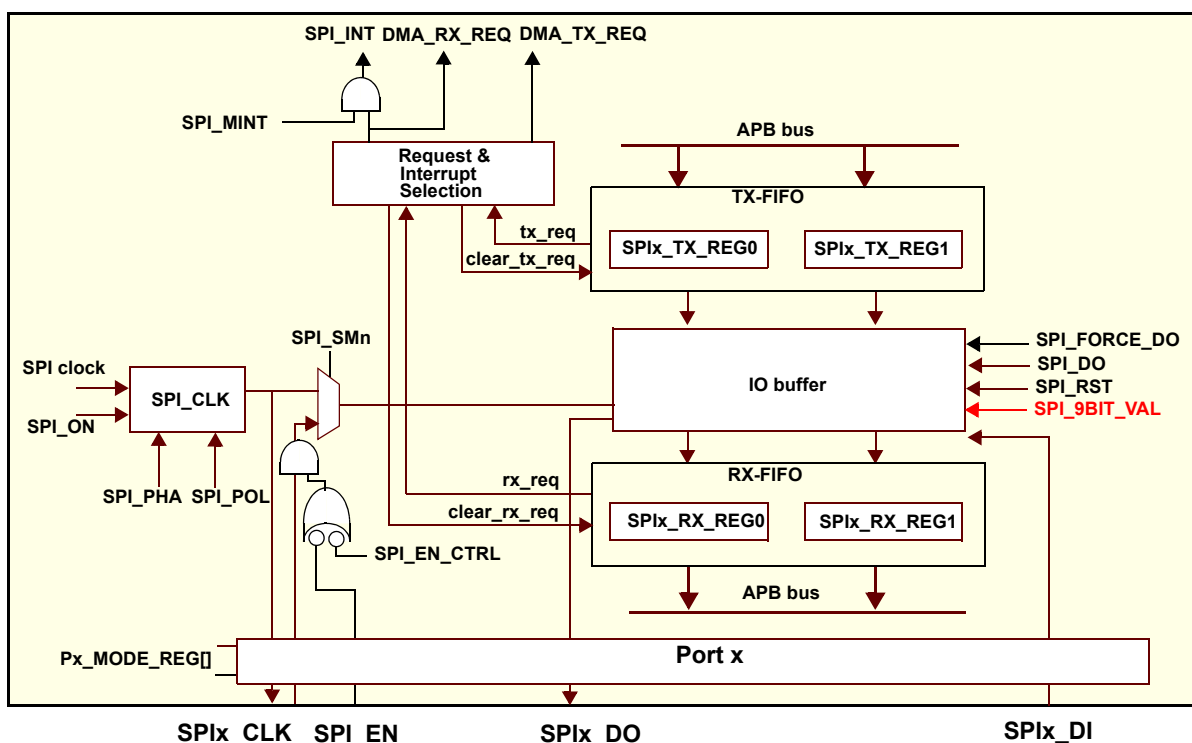 SPI_INT DMA_RX_REQ DMA_TX_REQ
SPI_MINT
APB bus
Request &
Interrupt
Selection
TX-FIFO
tx_req
SPIx_TX_REG0
SPIx_TX_REG1
clear_tx_req
SPI_SMn
SPI_FORCE_DO
SPI clock
SPI_DO
IO buffer
SPI_RST
SPI_CLK
SPI_9BIT_VAL
SPI_ON
RX-FIFO
rx_req
SPI_PHA SPI_POL
clear_rx_req
SPIx_RX_REG0
SPIx_RX_REG1
SPI_EN_CTRL
APB bus
Px_MODE_REG[]
Port x
SPIx_CLK SPI_EN SPIx_DO SPIx_DI